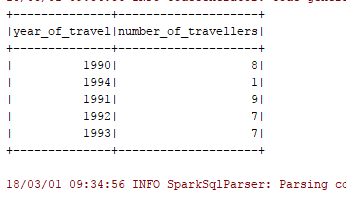 +--------------+--------------------+
|year_of_travel|number_of_travellers|
+--------------+--------------------+
|          1990|                   8|
|          1994|                   1|
|          1991|                   9|
|          1992|                   7|
|          1993|                   7|
+--------------+--------------------+
18/03/01 09:34:56 INFO SparkSqlParser: Parsing co